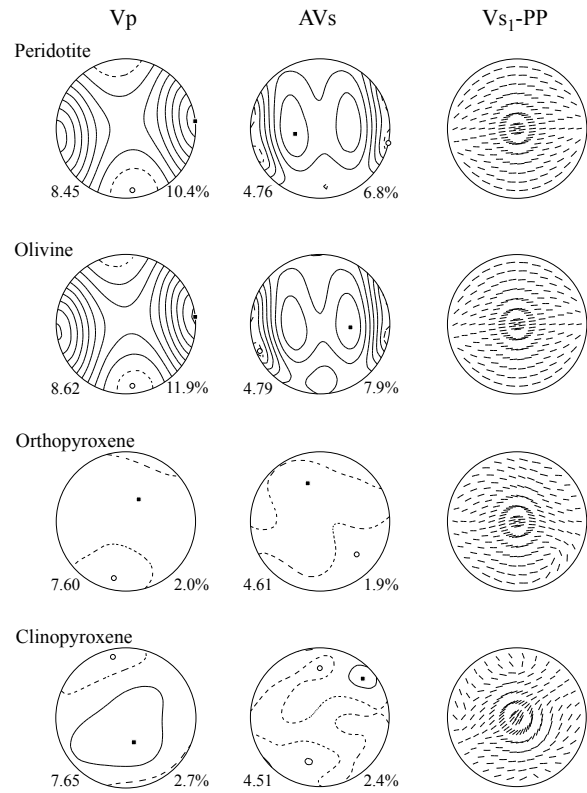 Vp AVs Vs₁-PP
Peridotite
8.45 10.4% 4.76 6.8%
Olivine
8.62 11.9% 4.79 7.9%
Orthopyroxene
7.60 2.0% 4.61 1.9%
Clinopyroxene
7.65 2.7% 4.51 2.4%